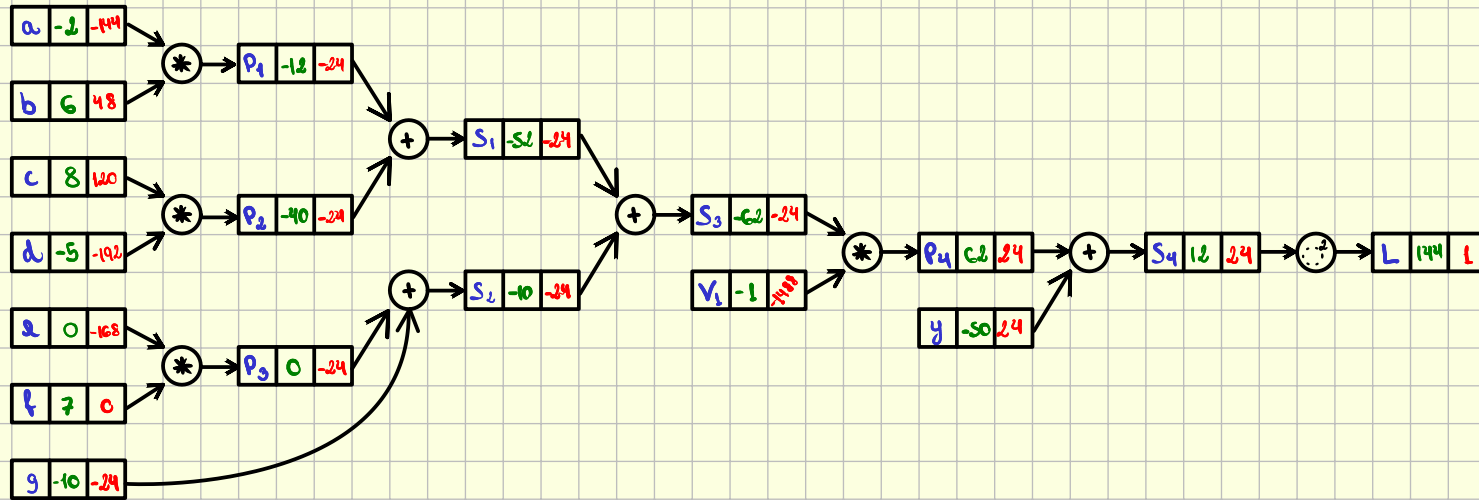 a -2 -144
b 6 48
*
P1 -12 -24
c 8 120
d -5 -192
*
P2 -40 -24
+
S1 -52 -24
e 0 -168
f 7 0
*
P3 0 -24
g -10 -24
+
S2 -10 -24
+
S3 -62 -24
V1 -1 -1488
*
P4 62 24
y -50 24
+
S4 12 24
2
L 144 1